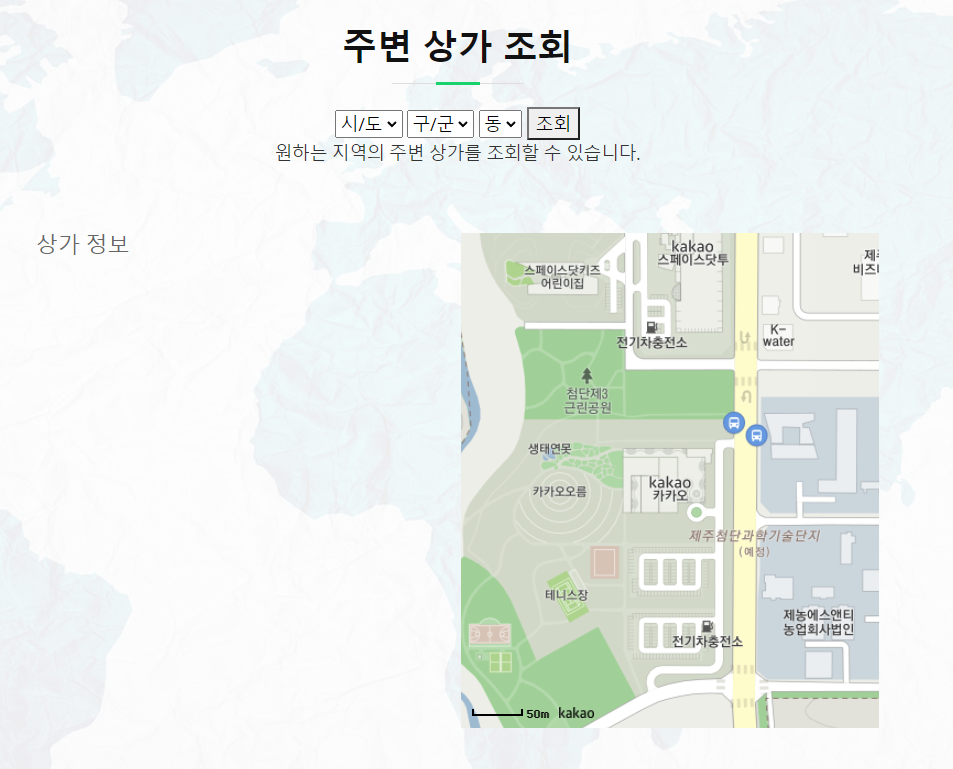 주변 상가 조회
시/도 구/군 동 조회
원하는 지역의 주변 상가를 조회할 수 있습니다.
상가 정보
kakao
스페이스닷투
스페이스닷키즈
어린이집
K-
water
전기차충전소
첨단제3
근린공원
생태연못
카카오오름
kakao
카카오
제주첨단과학기술단지
(예정)
테니스장
제농에스앤티
농업회사법인
전기차충전소
50m kakao